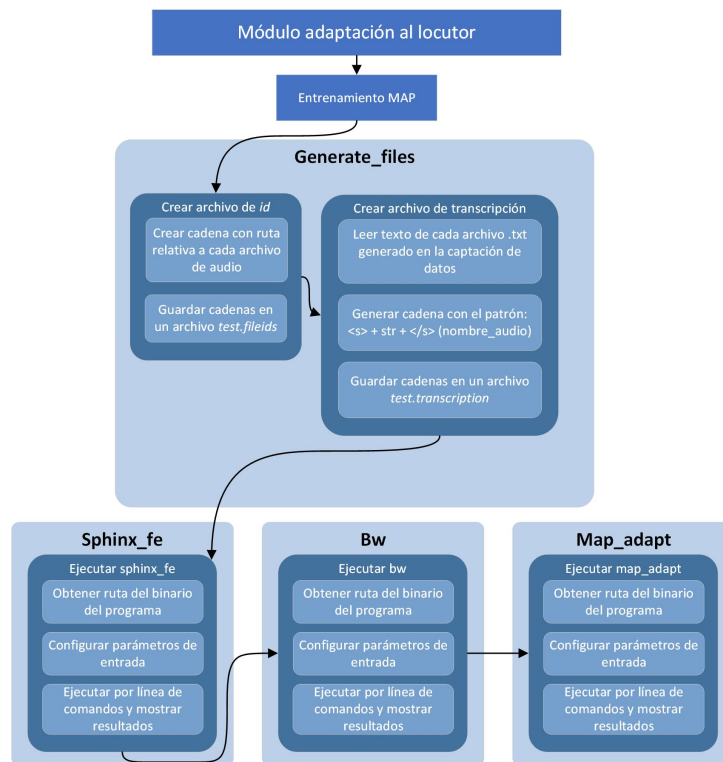 Módulo adaptación al locutor
Entrenamiento MAP
Generate_files
Crear archivo de id
Crear cadena con ruta
relativa a cada archivo
de audio
Guardar cadenas en
un archivo test.fileids
Crear archivo de transcripción
Leer texto de cada archivo .txt
generado en la captación de
datos
Generar cadena con el patrón:
<s> + str + </s> (nombre_audio)
Guardar cadenas en un archivo
test.transcription
Sphinx_fe
Ejecutar sphinx_fe
Obtener ruta del binario
del programa
Configurar parámetros de
entrada
Ejecutar por línea de
comandos y mostrar
resultados
Bw
Ejecutar bw
Obtener ruta del binario
del programa
Configurar parámetros de
entrada
Ejecutar por línea de
comandos y mostrar
resultados
Map_adapt
Ejecutar map_adapt
Obtener ruta del binario
del programa
Configurar parámetros de
entrada
Ejecutar por línea de
comandos y mostrar
resultados